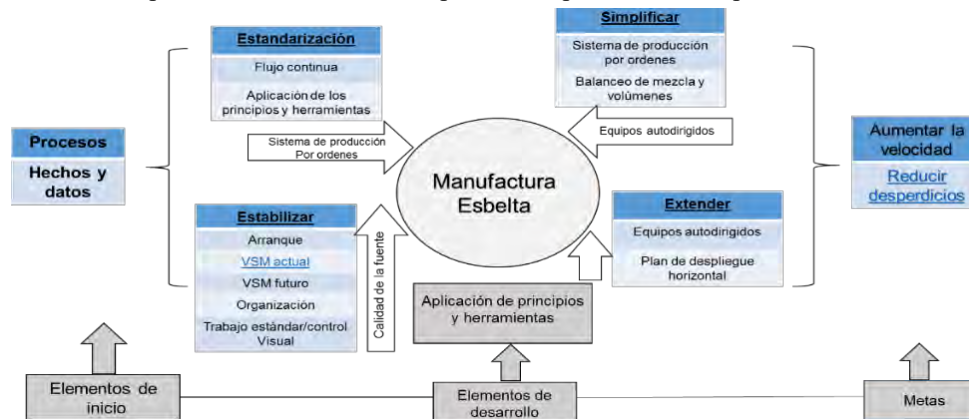 Simplificar
Sistema de producción
por ordenes
Balanceo de mezcla y
volúmenes
Estandarización
Flujo continua
Aplicación de los
principios y herramientas
Sistema de producción
Por ordenes
Equipos autodirigidos
Procesos
Hechos y
datos
Manufactura
Esbelta
Aumentar la
velocidad
Reducir
desperdicios
Estabilizar
Arranque
VSM actual
VSM futuro
Organización
Trabajo estándar/control
Visual
Calidad de la fuente
Extender
Equipos autodirigidos
Plan de despliegue
horizontal
Aplicación de principios
y herramientas
Elementos de
inicio
Elementos de
desarrollo
Metas